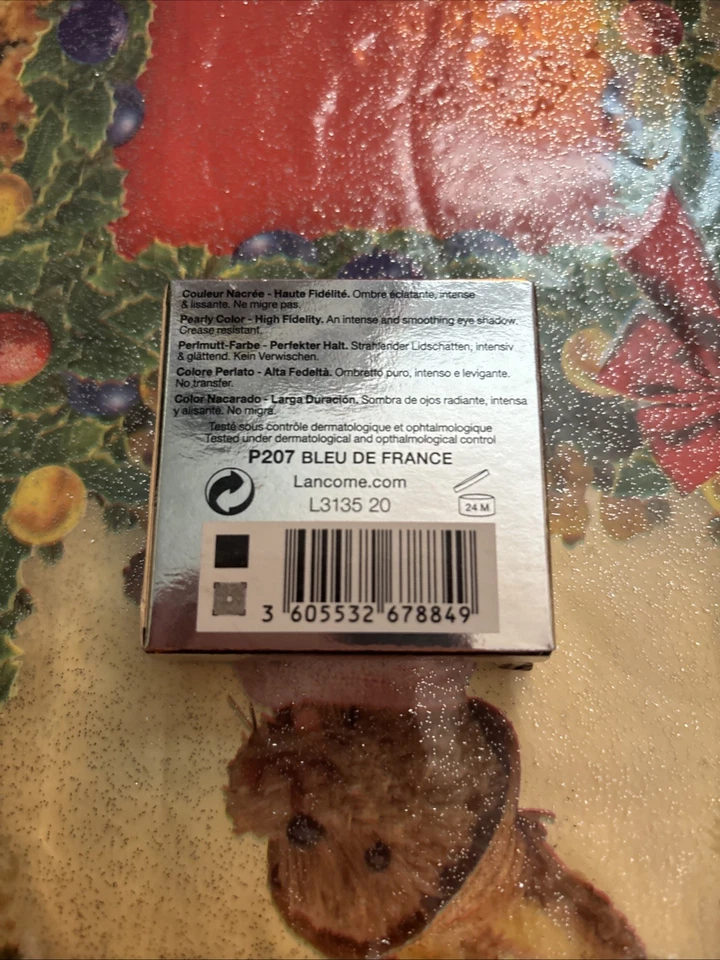 Couleur Nacrée - Haute Fidélité. Ombre éclatante, intense
& lissante. Ne migre pas.
Pearly Color - High Fidelity. An intense and smoothing eye shadow.
Crease resistant.
Perlmutt-Farbe - Perfekter Halt. Strahlender Lidschatten, intensiv
& glättend. Kein Verwischen.
Colore Perlato - Alta Fedeltà. Ombretto puro, intenso e levigante.
No transfer.
Color Nacarado - Larga Duración. Sombra de ojos radiante, intensa
y alisante. No migra.
Testé sous contrôle dermatologique et ophtalmologique
Tested under dermatological and opthalmological control
P207 BLEU DE FRANCE
Lancome.com
L3135 20
24 M
3 605532 678849